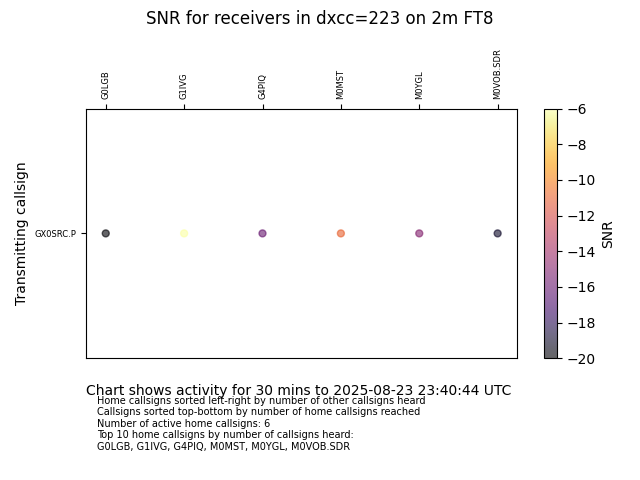 SNR for receivers in dxcc=223 on 2m FT8
G0LGB
G1IVG
G4PIQ
M0MST
M0YGL
M0VOB.SDR
Transmitting callsign
GX0SRC.P
−6
−8
−10
−12
−14
−16
−18
−20
SNR
Chart shows activity for 30 mins to 2025-08-23 23:40:44 UTC
Home callsigns sorted left-right by number of other callsigns heard
Callsigns sorted top-bottom by number of home callsigns reached
Number of active home callsigns: 6
Top 10 home callsigns by number of callsigns heard:
G0LGB, G1IVG, G4PIQ, M0MST, M0YGL, M0VOB.SDR